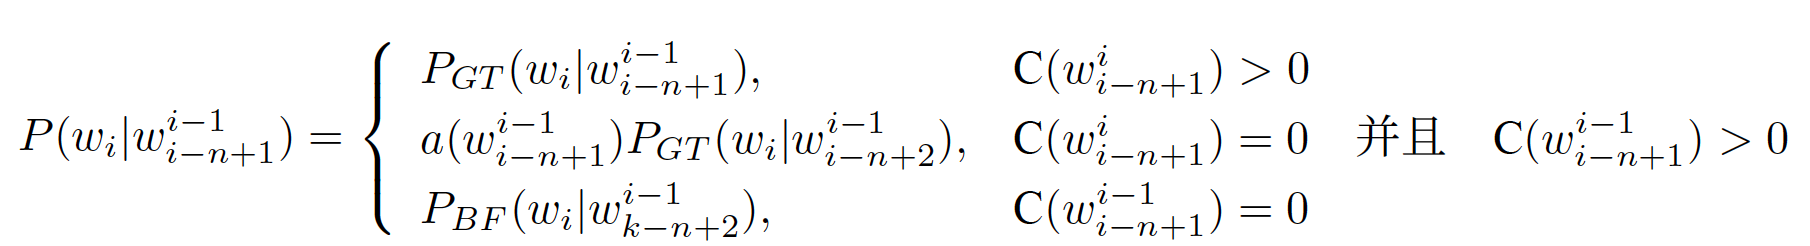 P_{GT}(w_i|w_{i-n+1}^{i-1}), C(w_{i-n+1}^{i}) > 0
P(w_i|w_{i-n+1}^{i-1}) = { a(w_{i-n+1}^{i-1})P_{GT}(w_i|w_{i-n+2}^{i-1}), C(w_{i-n+1}^{i}) = 0 并且 C(w_{i-n+1}^{i-1}) > 0
P_{BF}(w_i|w_{k-n+2}^{i-1}), C(w_{i-n+1}^{i-1}) = 0